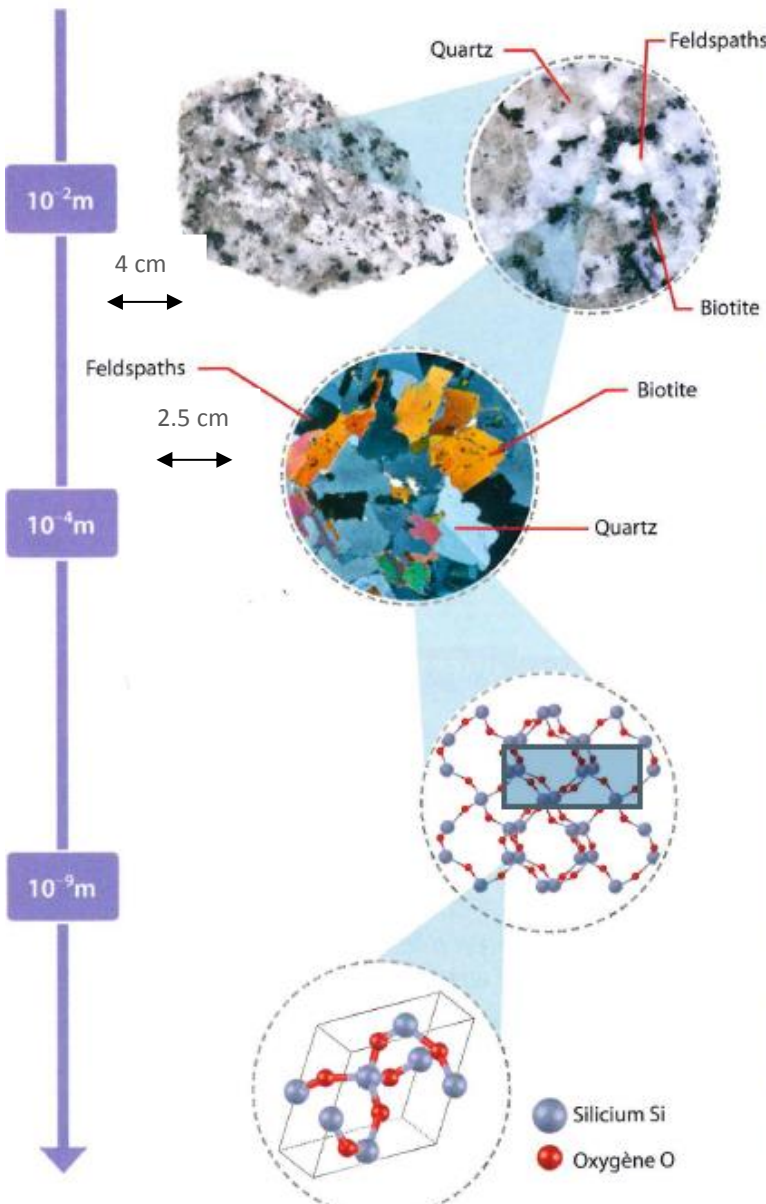 Quartz
Feldspaths
10⁻²m
4 cm
Biotite
Feldspaths
Biotite
2.5 cm
10⁻⁴m
Quartz
10⁻⁹m
Silicium Si
Oxygène O